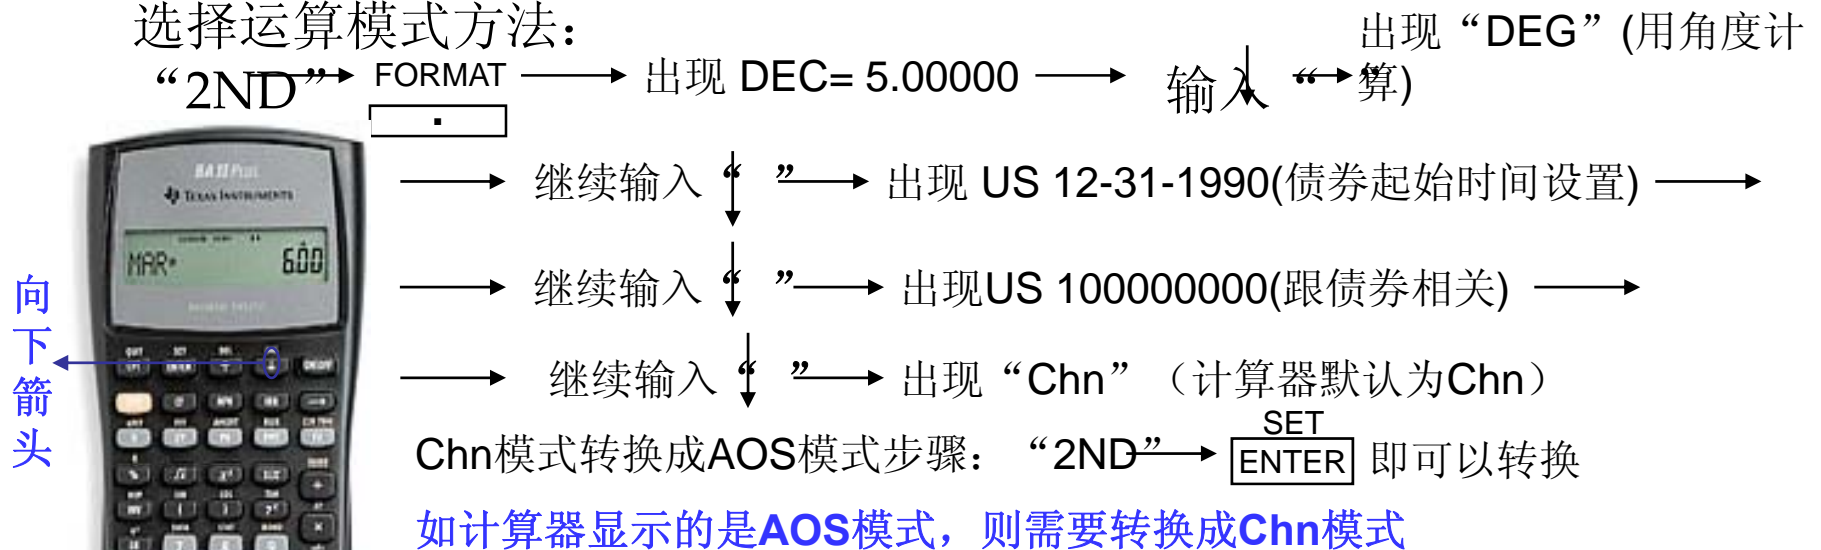 选择运算模式方法：
“2ND” FORMAT 出现 DEC= 5.00000 输入“ ” 出现“DEG”(用角度计算)
.
继续输入“ ” 出现 US 12-31-1990(债券起始时间设置)
继续输入“ ” 出现US 100000000(跟债券相关)
继续输入“ ” 出现“Chn”（计算器默认为Chn）
Chn模式转换成AOS模式步骤：“2ND” SET ENTER 即可以转换
如计算器显示的是AOS模式，则需要转换成Chn模式
向下箭头
BA II Plus
TEXAS INSTRUMENTS
MAR= 6.00